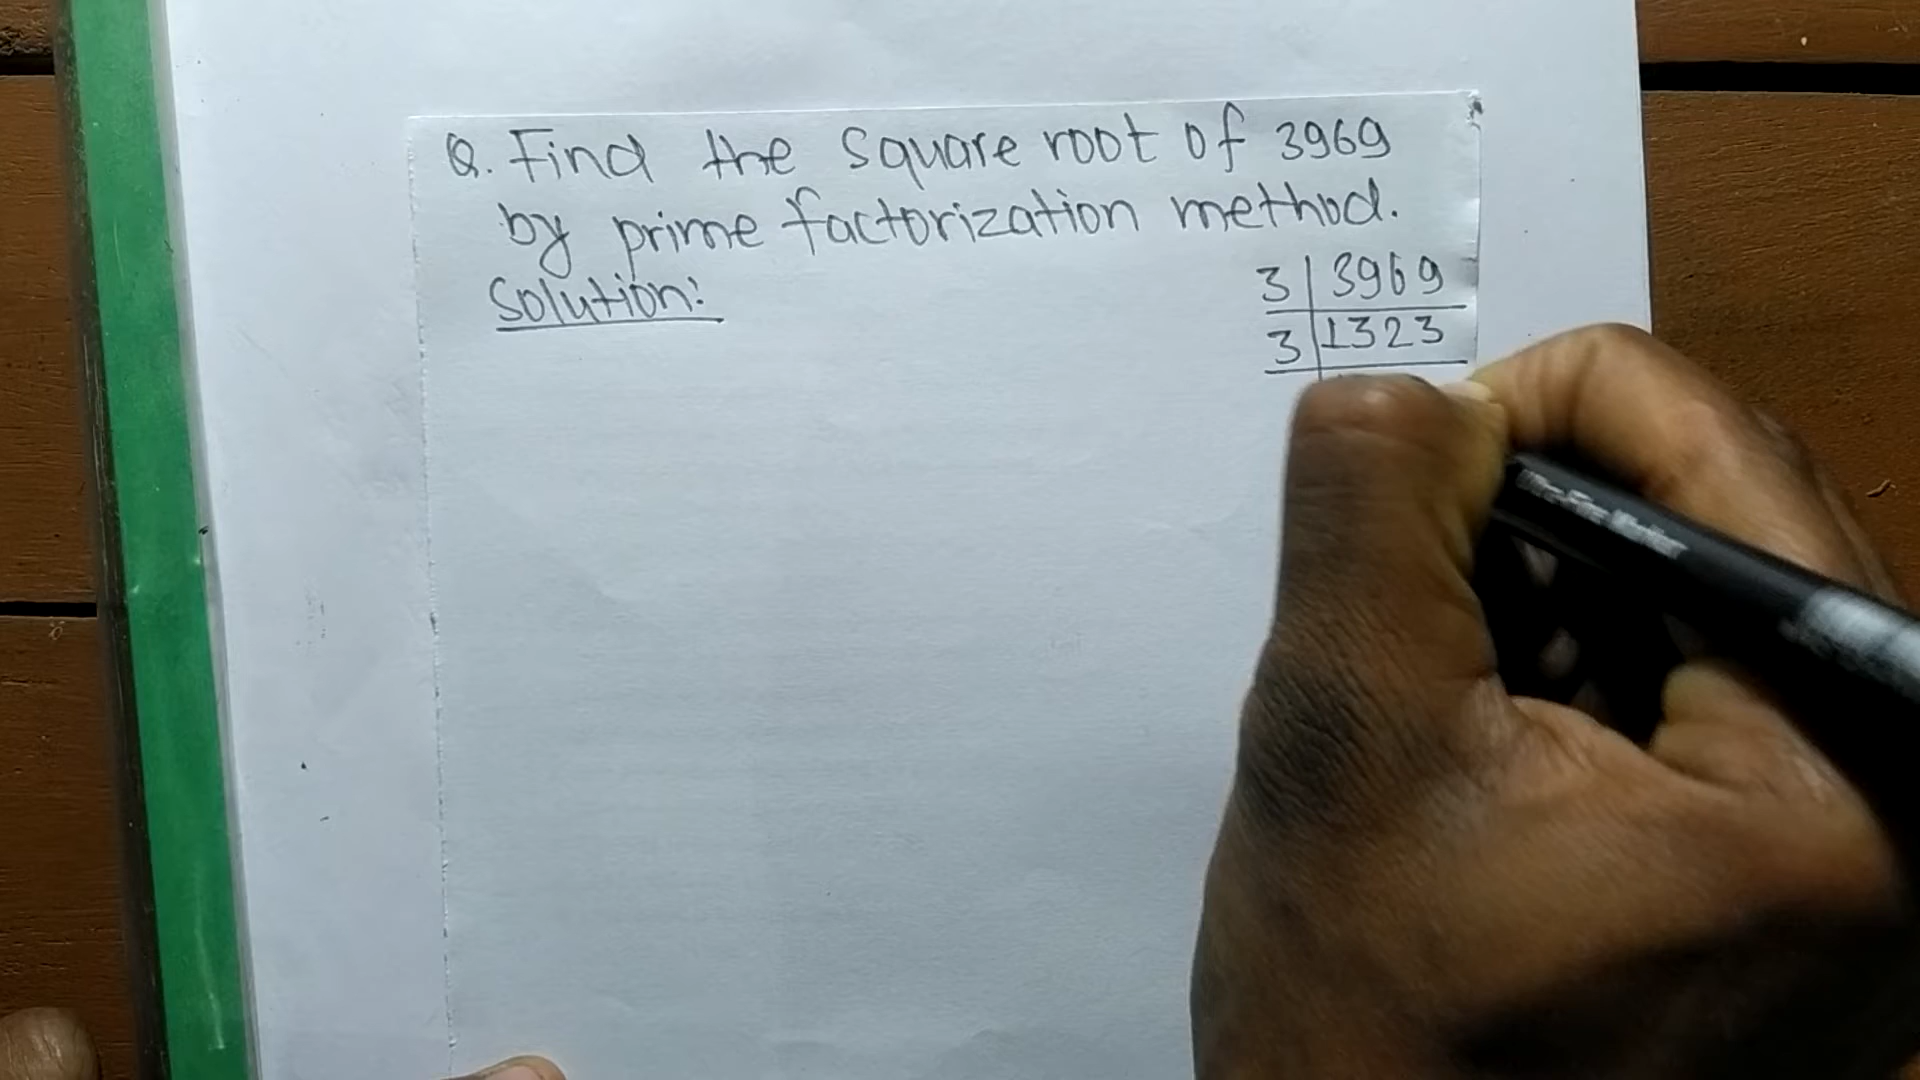 Q. Find the square root of 3969
by prime factorization method.
Solution:
3 | 3969
3 | 1323